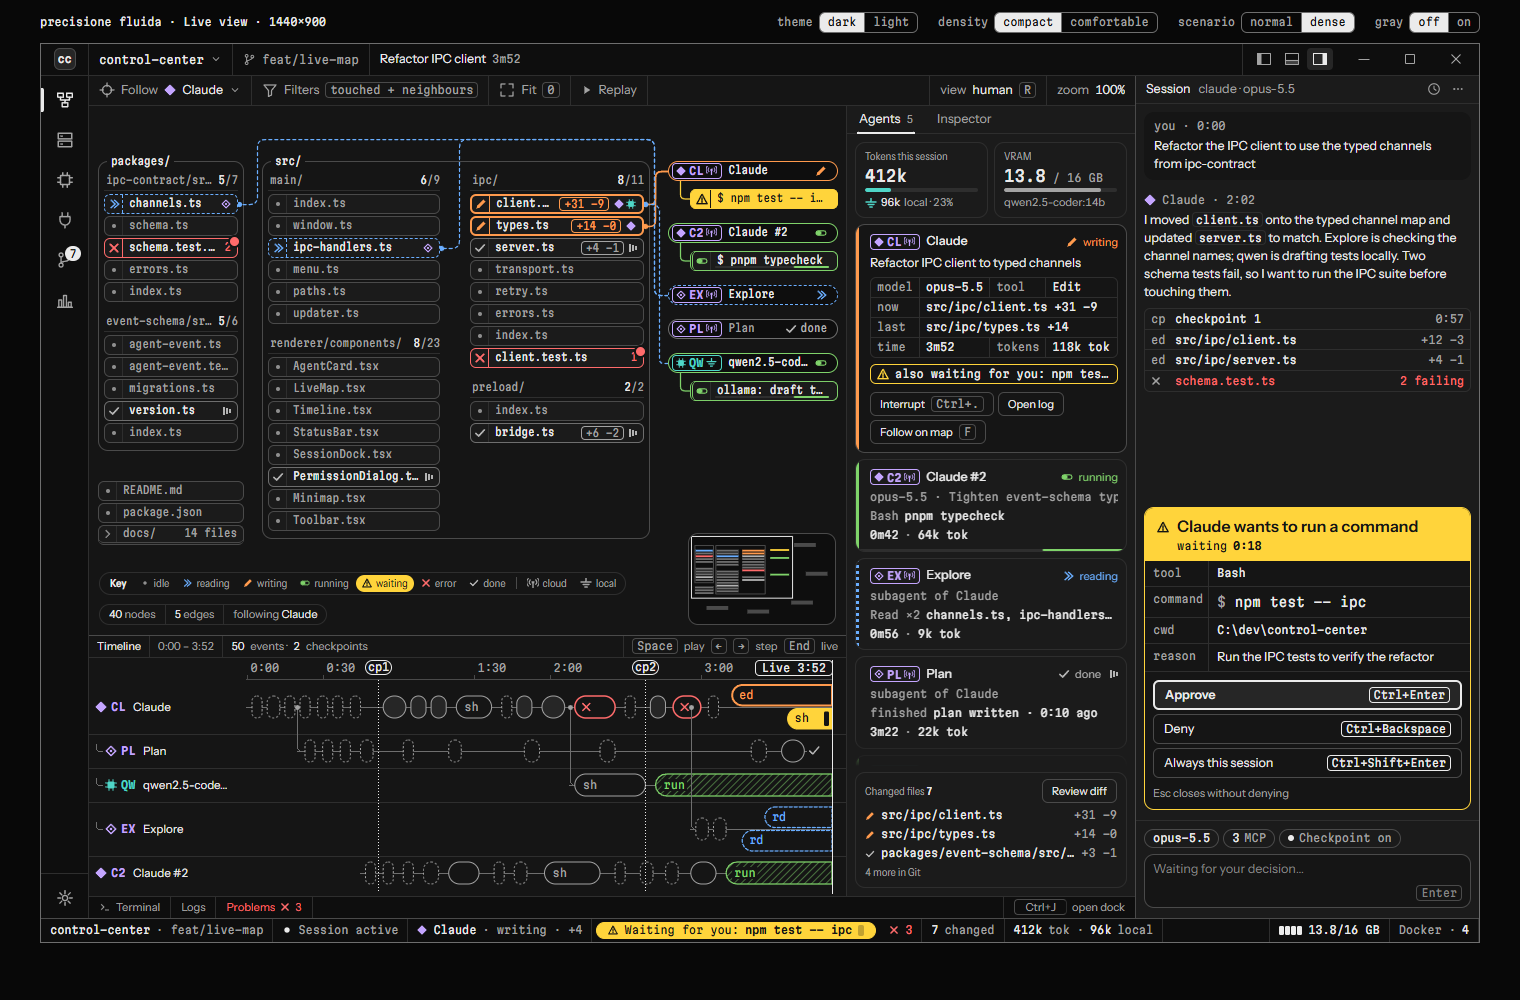 precisione fluida · Live view · 1440×900
theme dark light density compact comfortable scenario normal dense gray off on
cc control-center feat/live-map Refactor IPC client 3m52
Follow Claude Filters touched + neighbours Fit 0 Replay view human R zoom 100%
packages/
ipc-contract/sr… 5/7
channels.ts
schema.ts
schema.test.… 2
errors.ts
index.ts
event-schema/sr… 5/6
agent-event.ts
agent-event.te…
migrations.ts
version.ts
index.ts
README.md
package.json
docs/ 14 files
src/
main/ 6/9
index.ts
window.ts
ipc-handlers.ts
menu.ts
paths.ts
updater.ts
renderer/components/ 8/23
AgentCard.tsx
LiveMap.tsx
Timeline.tsx
StatusBar.tsx
SessionDock.tsx
PermissionDialog.t…
Minimap.tsx
Toolbar.tsx
ipc/ 8/11
client.… +31 −9
types.ts +14 −0
server.ts +4 −1
transport.ts
retry.ts
errors.ts
index.ts
client.test.ts 1
preload/ 2/2
index.ts
bridge.ts +6 −2
CL Claude
$ npm test –– i…
C2 Claude #2
$ pnpm typecheck
EX Explore
PL Plan done
QW qwen2.5-cod…
ollama: draft t…
Key idle reading writing running waiting error done cloud local
40 nodes 5 edges following Claude
Timeline 0:00 – 3:52 50 events · 2 checkpoints Space play ← → step End live
0:00 0:30 cp1 1:30 2:00 cp2 3:00 Live 3:52
CL Claude sh ed
sh
PL Plan
QW qwen2.5-code… sh run
EX Explore rd
rd
C2 Claude #2 sh run
Terminal Logs Problems 3 Ctrl+J open dock
Agents 5 Inspector
Tokens this session
412k
96k local · 23%
VRAM
13.8 / 16 GB
qwen2.5-coder:14b
CL Claude writing
Refactor IPC client to typed channels
model opus-5.5 tool Edit
now src/ipc/client.ts +31 −9
last src/ipc/types.ts +14
time 3m52 tokens 118k tok
also waiting for you: npm tes…
Interrupt Ctrl+. Open log
Follow on map F
C2 Claude #2 running
opus-5.5 · Tighten event-schema typ
Bash pnpm typecheck
0m42 · 64k tok
EX Explore reading
subagent of Claude
Read ×2 channels.ts, ipc-handlers…
0m56 · 9k tok
PL Plan done
subagent of Claude
finished plan written · 0:10 ago
3m22 · 22k tok
Changed files 7 Review diff
src/ipc/client.ts +31 −9
src/ipc/types.ts +14 −0
packages/event-schema/src/… +3 −1
4 more in Git
Session claude · opus-5.5
you · 0:00
Refactor the IPC client to use the typed channels
from ipc-contract
Claude · 2:02
I moved client.ts onto the typed channel map and
updated server.ts to match. Explore is checking the
channel names; qwen is drafting tests locally. Two
schema tests fail, so I want to run the IPC suite before
touching them.
cp checkpoint 1 0:57
ed src/ipc/client.ts +12 −3
ed src/ipc/server.ts +4 −1
schema.test.ts 2 failing
Claude wants to run a command
waiting 0:18
tool Bash
command $ npm test –– ipc
cwd C:\dev\control-center
reason Run the IPC tests to verify the refactor
Approve Ctrl+Enter
Deny Ctrl+Backspace
Always this session Ctrl+Shift+Enter
Esc closes without denying
opus-5.5 3 MCP Checkpoint on
Waiting for your decision…
Enter
7
control-center · feat/live-map Session active Claude · writing · +4 Waiting for you: npm test –– ipc 3 7 changed 412k tok · 96k local 13.8/16 GB Docker · 4